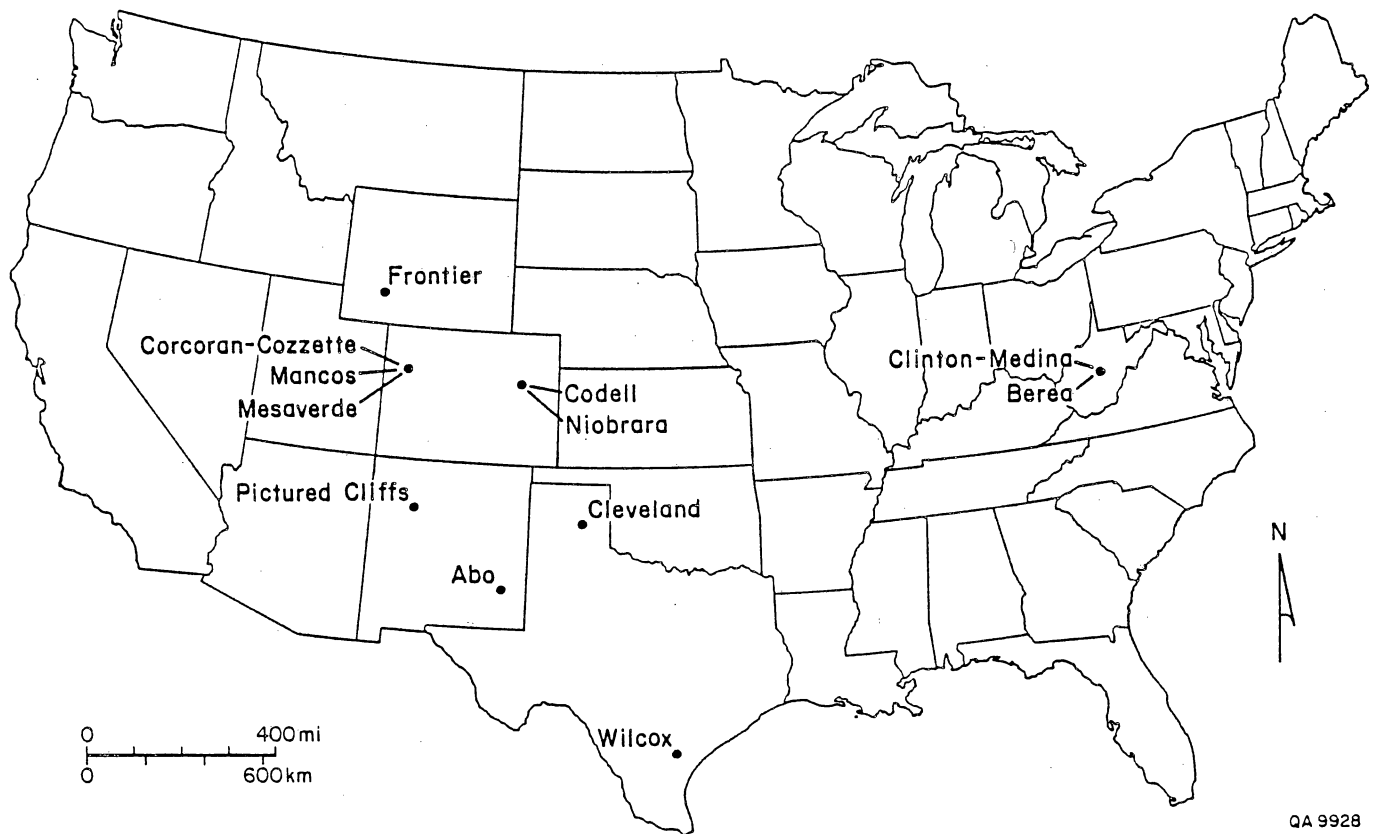 Frontier
Corcoran-Cozzette
Mancos
Mesaverde
Codell
Niobrara
Clinton-Medina
Berea
Pictured Cliffs
Cleveland
Abo
N
Wilcox
0 400 mi
0 600 km
QA 9928